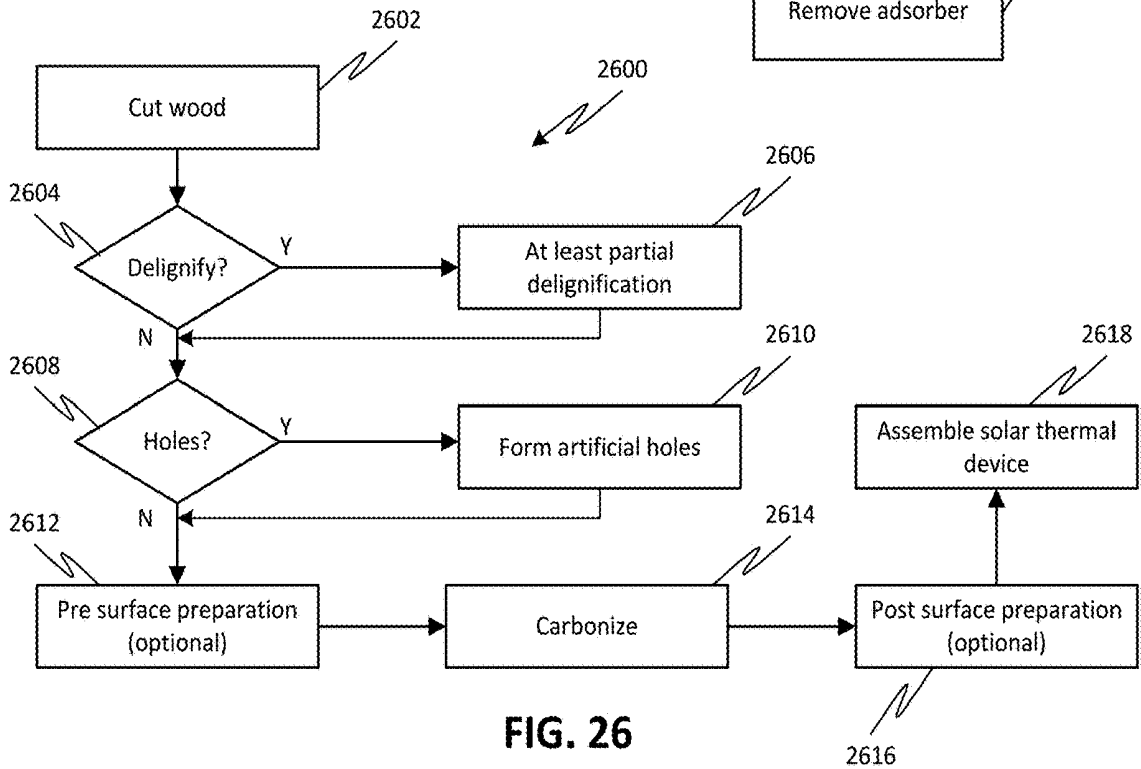 Remove adsorber
2602
Cut wood
2600
2604
Delignify?
Y
2606
At least partial
delignification
N
2608
Holes?
Y
2610
Form artificial holes
N
2612
Pre surface preparation
(optional)
2614
Carbonize
2618
Assemble solar thermal
device
Post surface preparation
(optional)
2616
FIG. 26